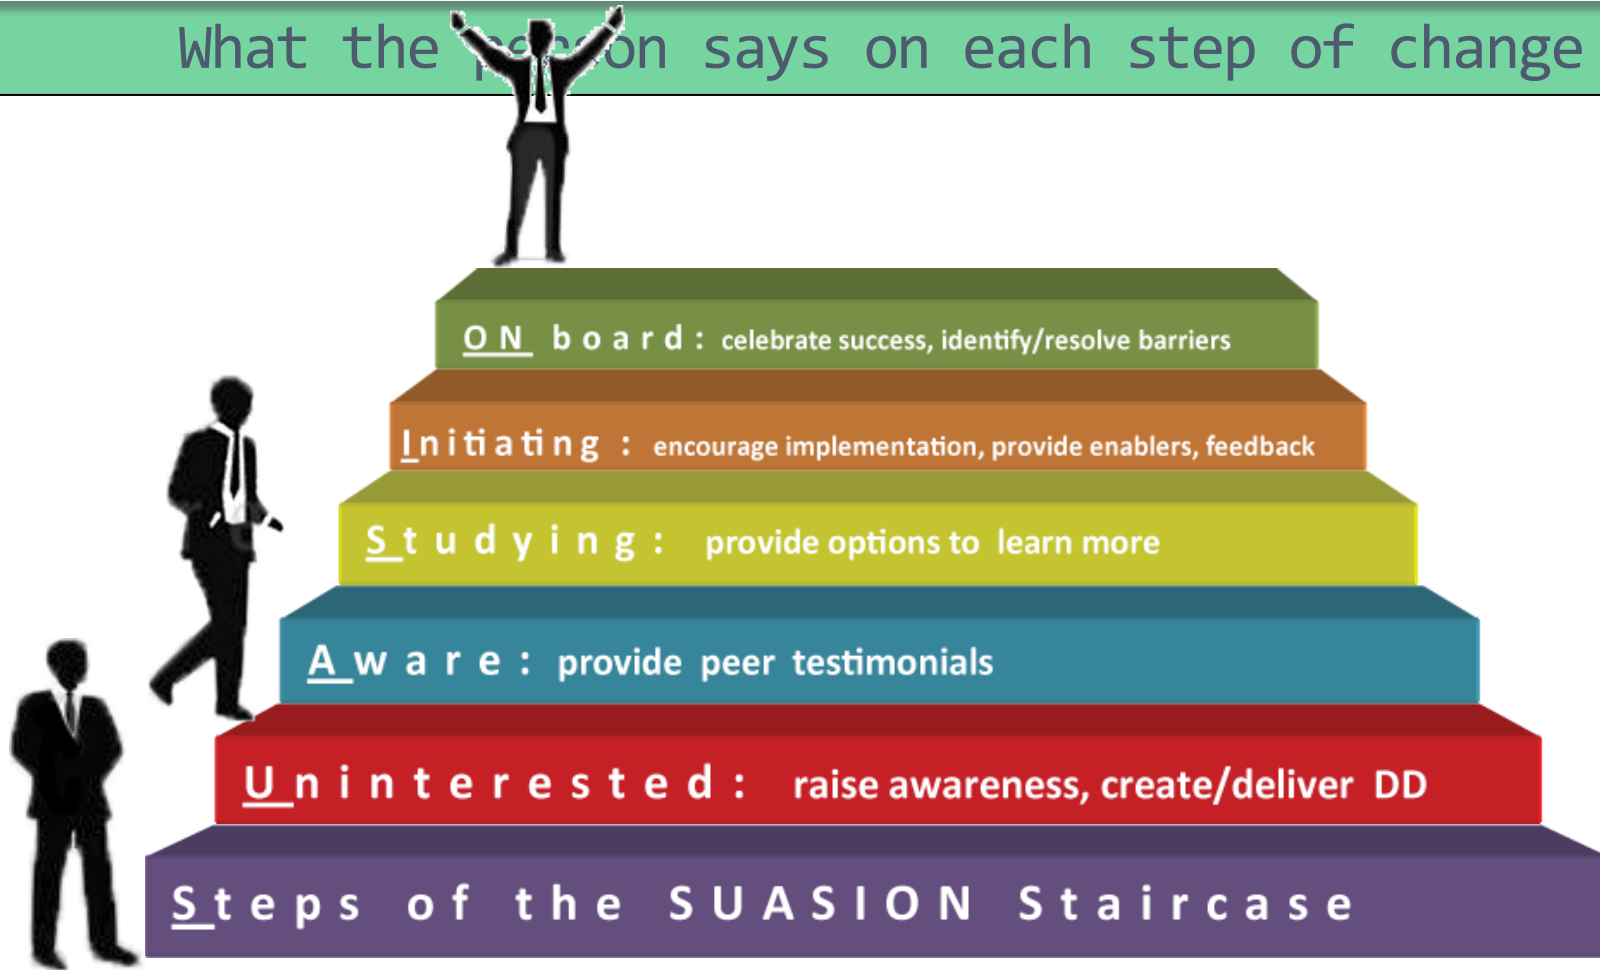 What the person says on each step of change
ON board: celebrate success, identify/resolve barriers
Initiating : encourage implementation, provide enablers, feedback
Studying: provide options to learn more
Aware: provide peer testimonials
Uninterested: raise awareness, create/deliver DD
Steps of the SUASION Staircase